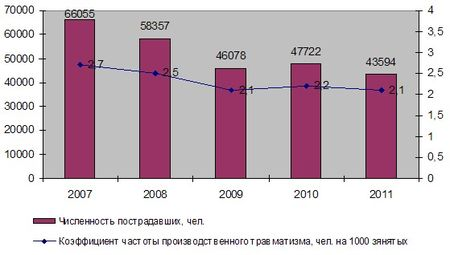 70000 66055 4
60000 58357 3,5
50000 46078 47722 43594 3
40000 2,7 2,5 2,1 2,2 2,1 2,5
30000 2
20000 1,5
10000 1
0 0,5
0
2007 2008 2009 2010 2011
Численность пострадавших, чел.
Коэффициент частоты производственного травматизма, чел. на 1000 зянятых